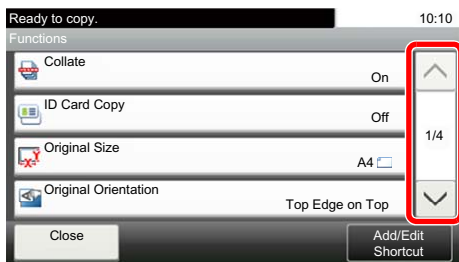 Ready to copy. 10:10
Functions
Collate
On
ID Card Copy
Off
1/4
Original Size
A4
Original Orientation
Top Edge on Top
Close
Add/Edit
Shortcut